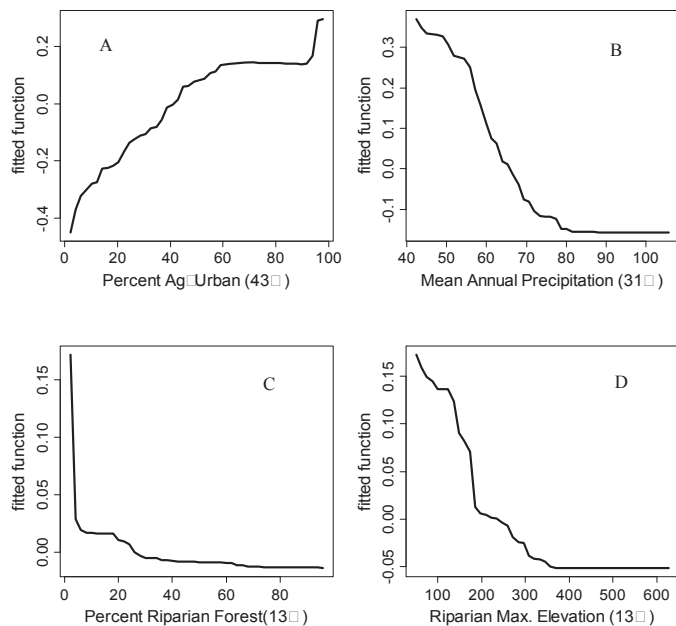 A
fitted function
0.2
0.0
-0.2
-0.4
0 20 40 60 80 100
Percent Ag□Urban (43□ )
B
fitted function
0.3
0.1
0.0
-0.1
40 50 60 70 80 100
Mean Annual Precipitation (31□ )
C
fitted function
0.15
0.10
0.05
0.00
0 20 40 60 80
Percent Riparian Forest(13□ )
D
fitted function
0.15
0.10
0.05
0.00
-0.05
100 200 300 400 500 600
Riparian Max. Elevation (13□ )